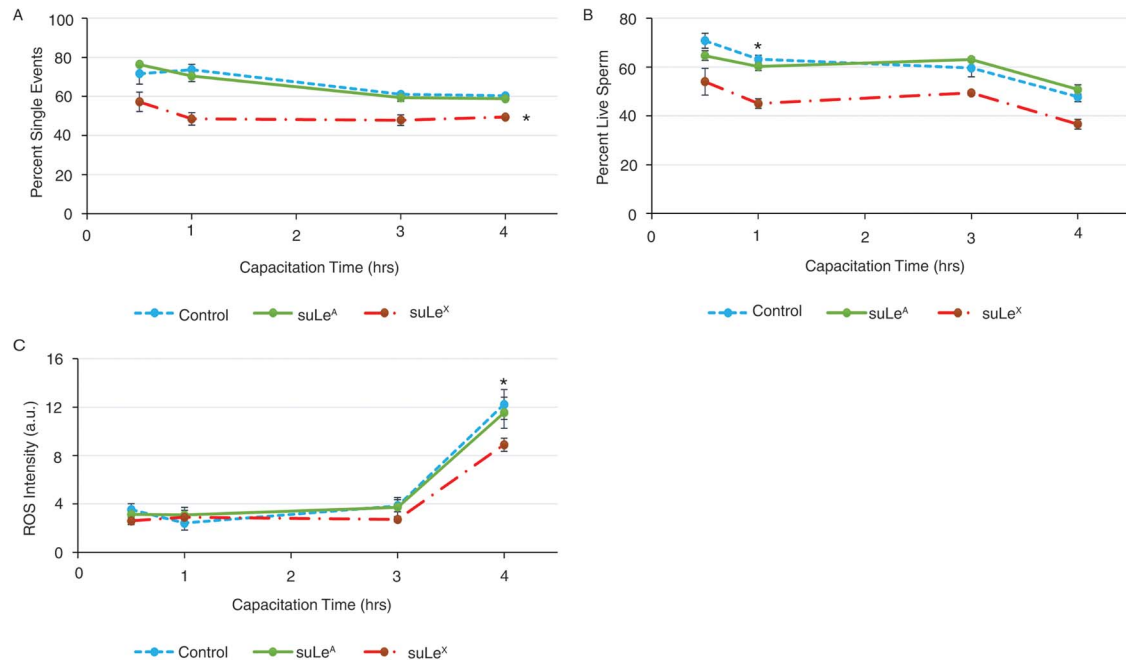 A
100
80
60
40
20
0
Percent Single Events
*
0 1 2 3 4
Capacitation Time (hrs)
Control suLeᴬ suLeˣ
B
80
60
40
20
0
Percent Live Sperm
*
0 1 2 3 4
Capacitation Time (hrs)
Control suLeᴬ suLeˣ
C
16
12
8
4
0
ROS Intensity (a.u.)
*
0 1 2 3 4
Capacitation Time (hrs)
Control suLeᴬ suLeˣ